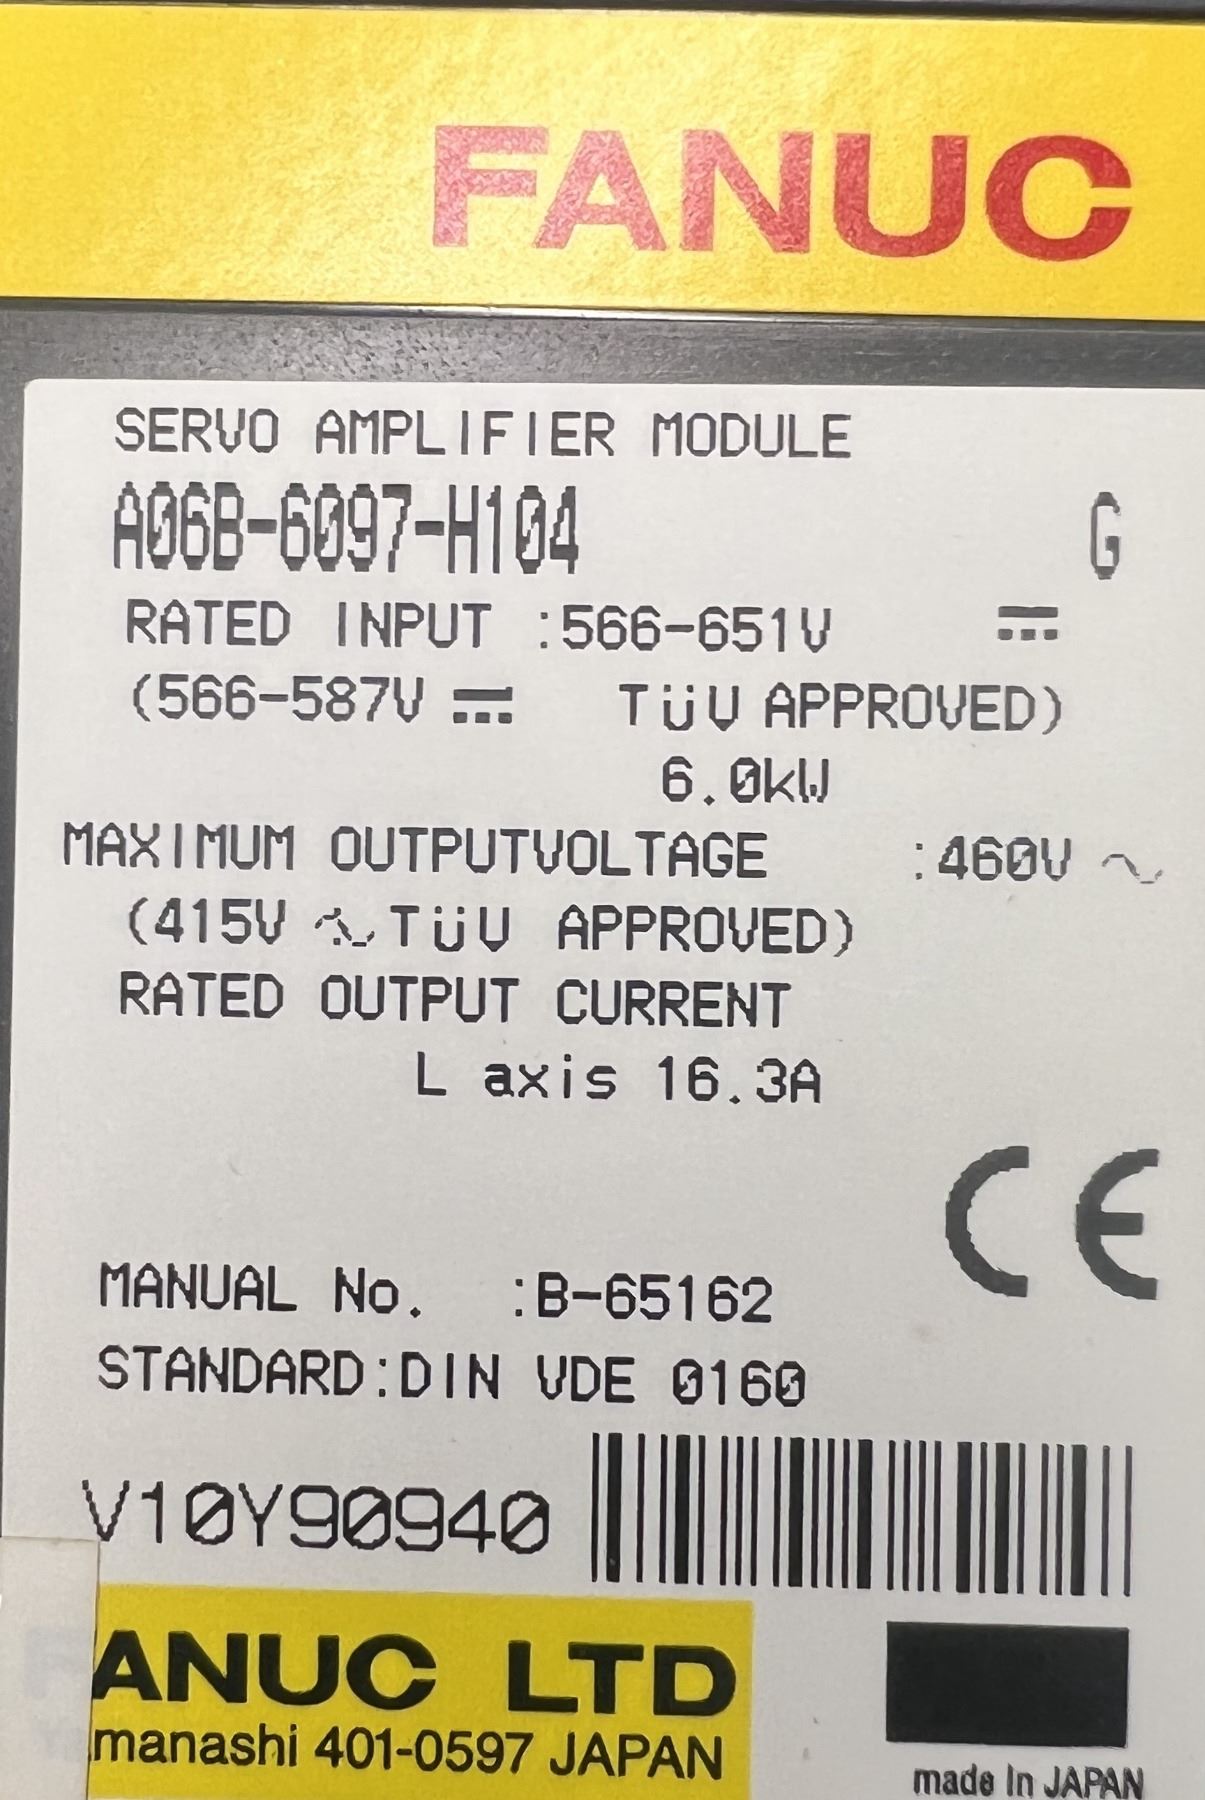 FANUC
SERVO AMPLIFIER MODULE
A06B-6097-H104 G
RATED INPUT :566-651V ⎓
(566-587V ⎓ TüV APPROVED)
6.0kW
MAXIMUM OUTPUTVOLTAGE :460V ~
(415V ~ TüV APPROVED)
RATED OUTPUT CURRENT
L axis 16.3A
CE
MANUAL No. :B-65162
STANDARD:DIN VDE 0160
V10Y90940
ANUC LTD
manashi 401-0597 JAPAN
made in JAPAN